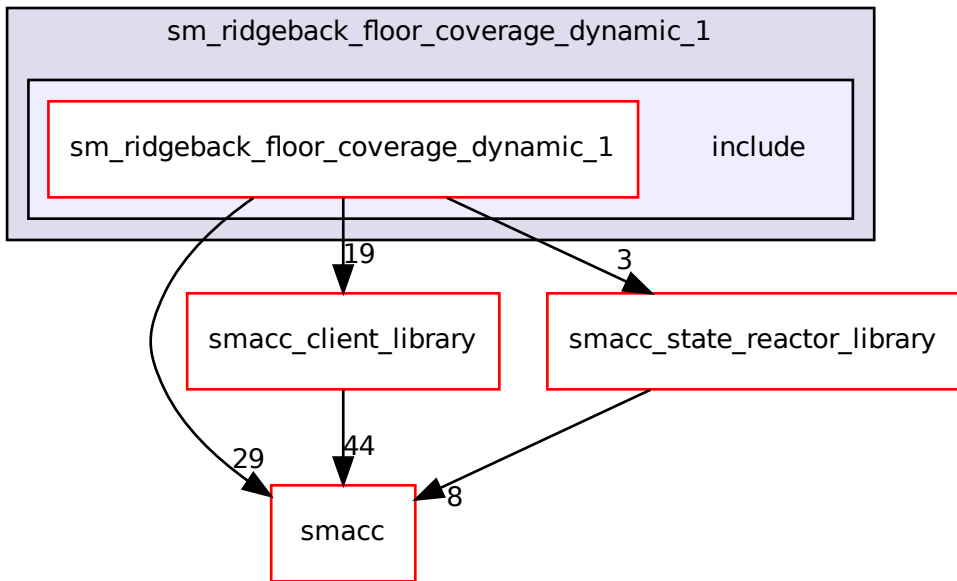 sm_ridgeback_floor_coverage_dynamic_1
sm_ridgeback_floor_coverage_dynamic_1
include
19
3
smacc_client_library
smacc_state_reactor_library
29
44
8
smacc